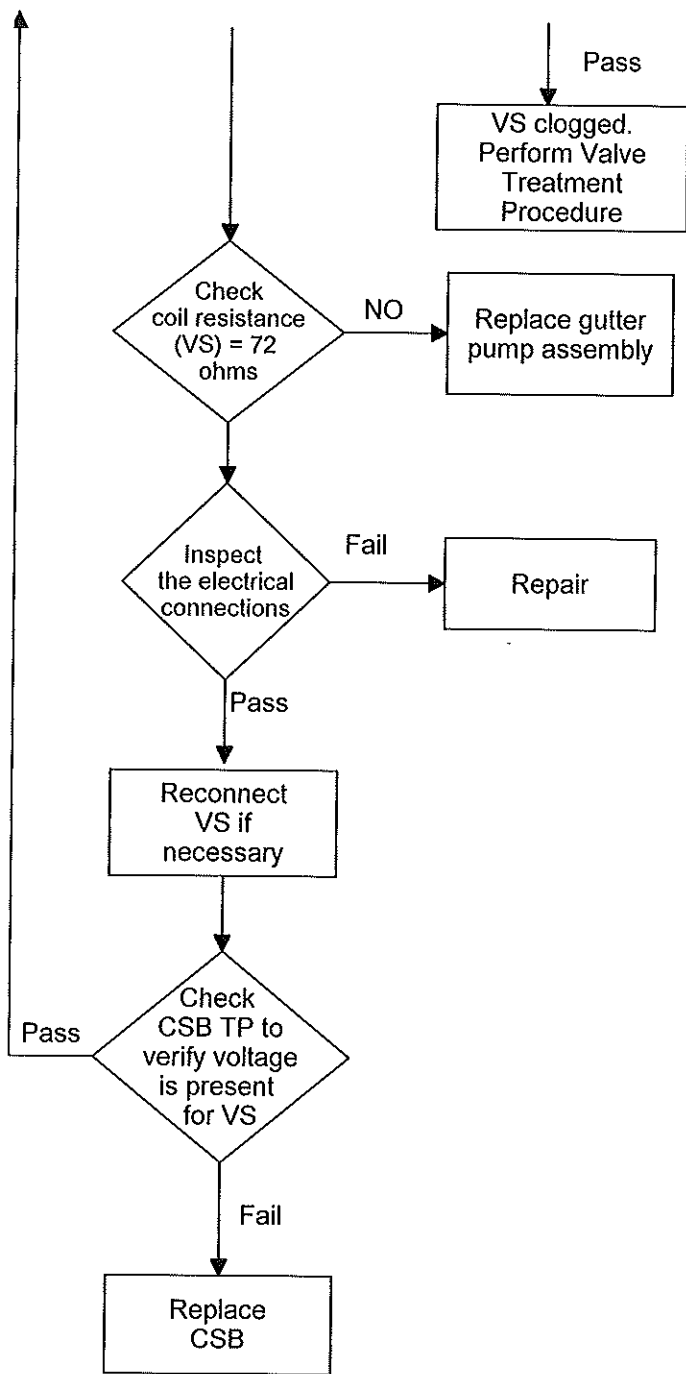 Pass
VS clogged.
Perform Valve
Treatment
Procedure
Check
coil resistance
(VS) = 72
ohms
NO
Replace gutter
pump assembly
Inspect
the electrical
connections
Fail
Repair
Pass
Reconnect
VS if
necessary
Check
CSB TP to
verify voltage
is present
for VS
Pass
Fail
Replace
CSB